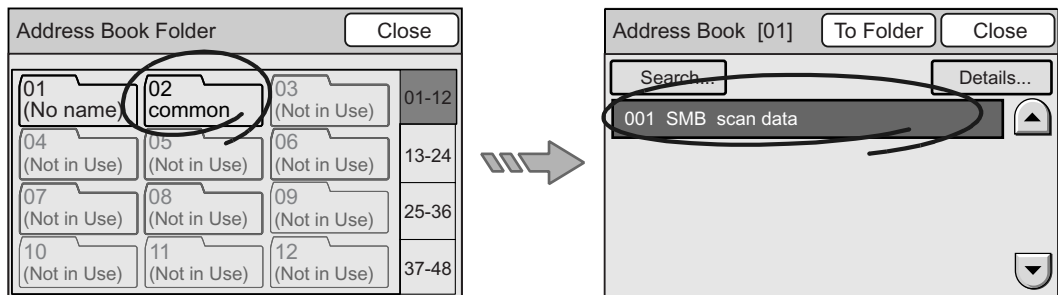 Address Book Folder Close
01 02 03 01-12
(No name) common (Not in Use)
04 05 06 13-24
(Not in Use) (Not in Use) (Not in Use)
07 08 09 25-36
(Not in Use) (Not in Use) (Not in Use)
10 11 12 37-48
(Not in Use) (Not in Use) (Not in Use)
Address Book [01] To Folder Close
Search... Details...
001 SMB scan data